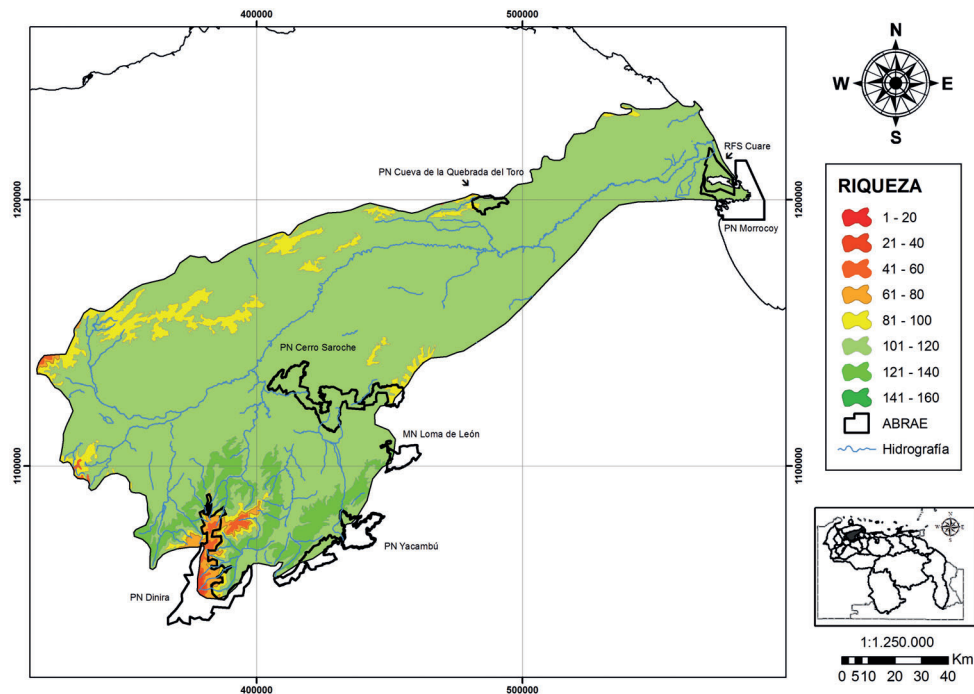 400000
500000
N
W
E
S
RFS Cuare
PN Cueva de la Quebrada del Toro
1200000
1200000
PN Morrocoy
RIQUEZA
1 - 20
21 - 40
41 - 60
61 - 80
81 - 100
101 - 120
121 - 140
141 - 160
ABRAE
Hidrografía
PN Cerro Saroche
MN Loma de León
1100000
1100000
PN Yacambú
PN Dinira
400000
500000
N
W
E
S
1:1.250.000
0 5 10 20 30 40 Km